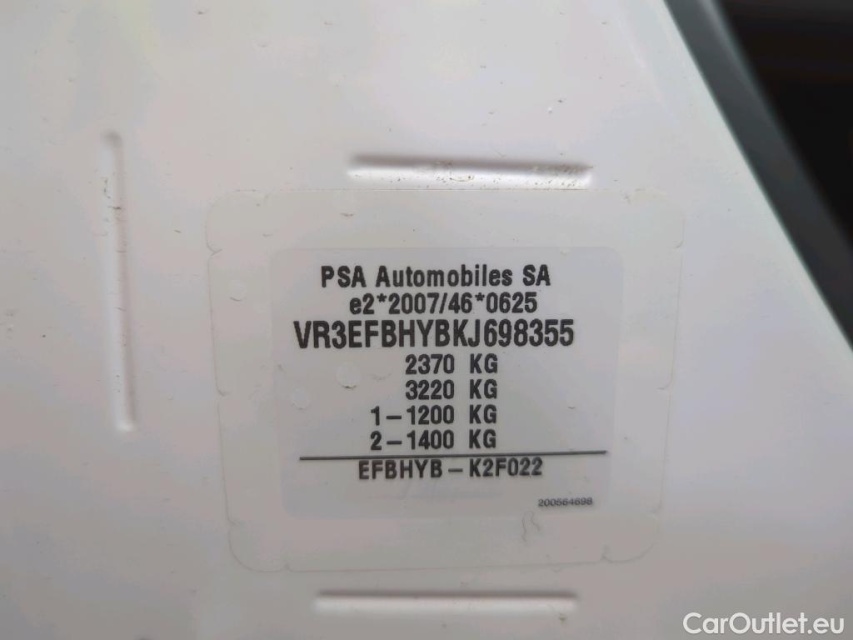 PSA Automobiles SA
e2*2007/46*0625
VR3EFBHYBKJ698355
2370 KG
3220 KG
1-1200 KG
2-1400 KG
EFBHYB-K2F022
200564698
CarOutlet.eu